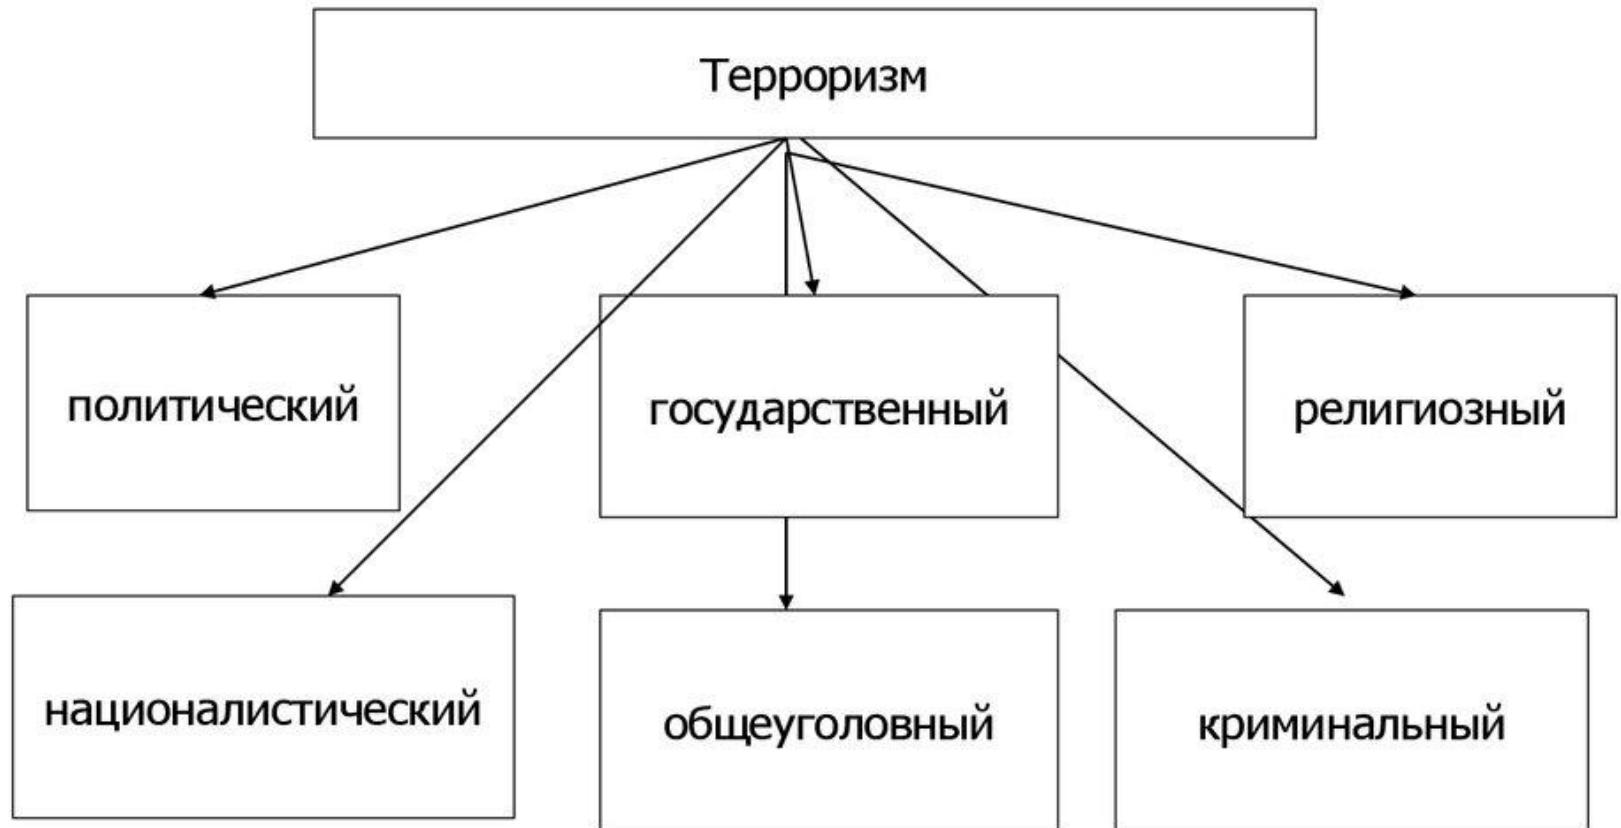 Терроризм
политический
государственный
религиозный
националистический
общеуголовный
криминальный